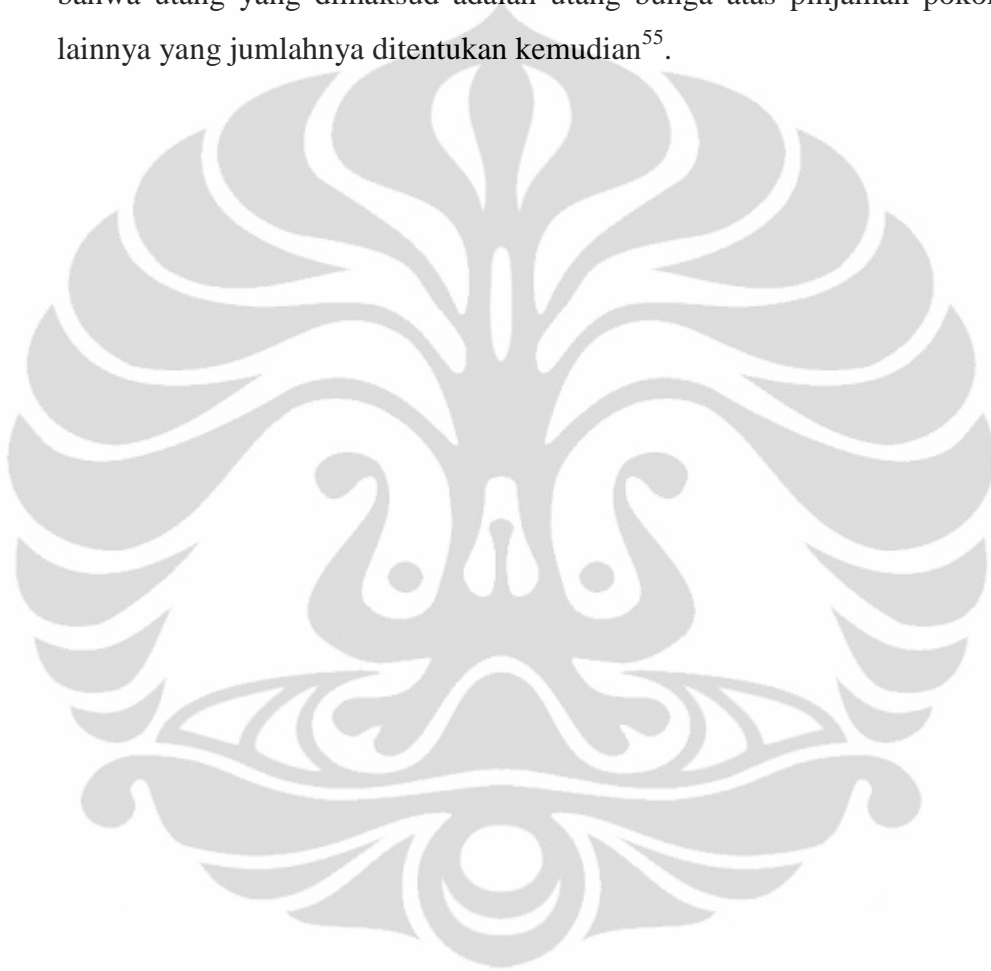 bahwa utang yang dimaksud adalah utang bunga atas pinjaman pokok
lainnya yang jumlahnya ditentukan kemudian55.